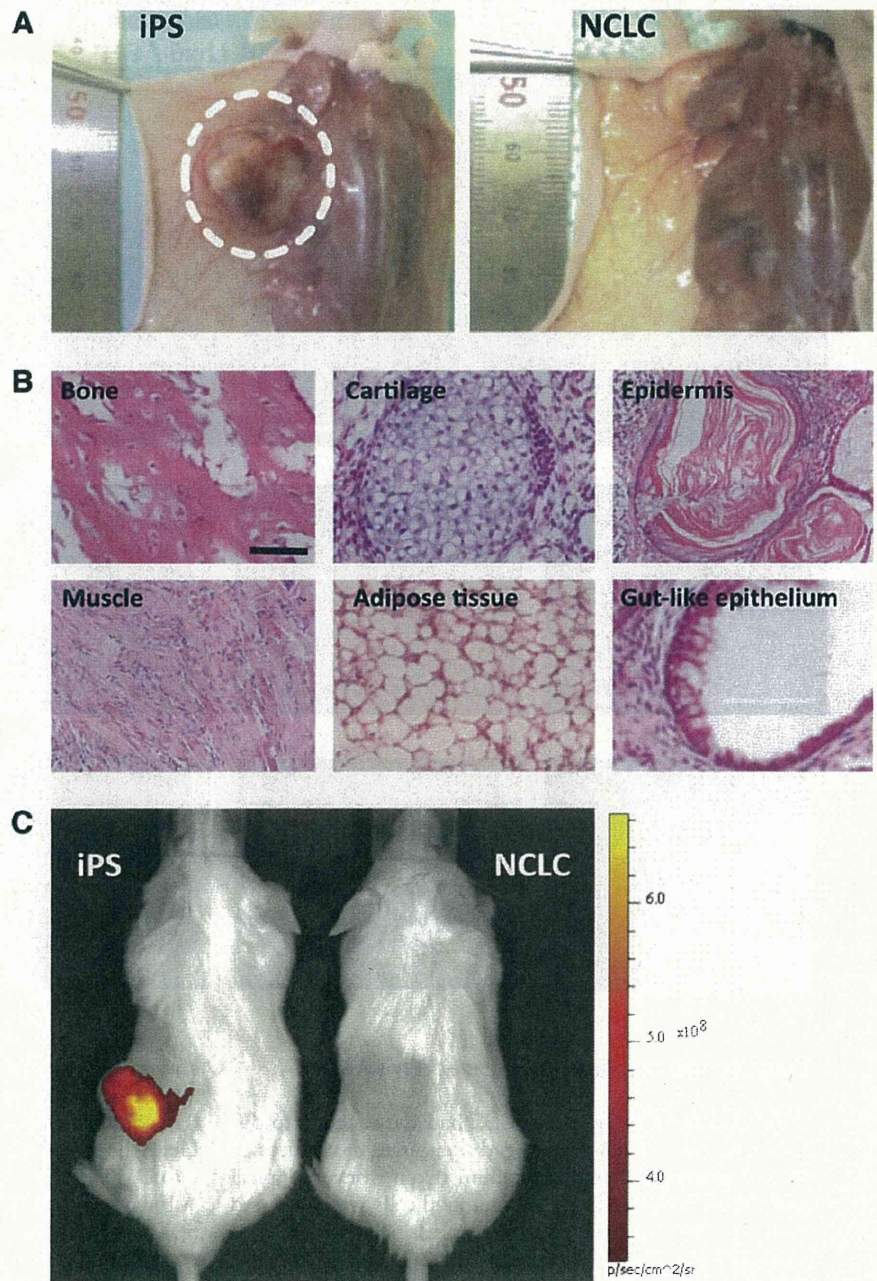 A
iPS
NCLC
50
50
B
Bone
Cartilage
Epidermis
Muscle
Adipose tissue
Gut-like epithelium
C
iPS
NCLC
6.0
5.0 x10^8
4.0
p/sec/cm^2/sr